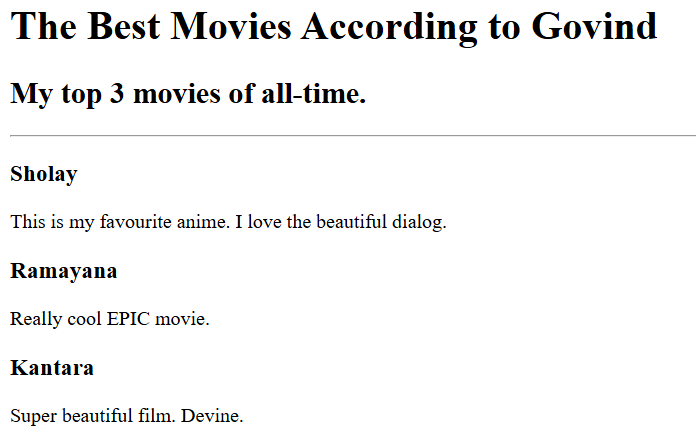 The Best Movies According to Govind
My top 3 movies of all-time.
Sholay
This is my favourite anime. I love the beautiful dialog.
Ramayana
Really cool EPIC movie.
Kantara
Super beautiful film. Devine.